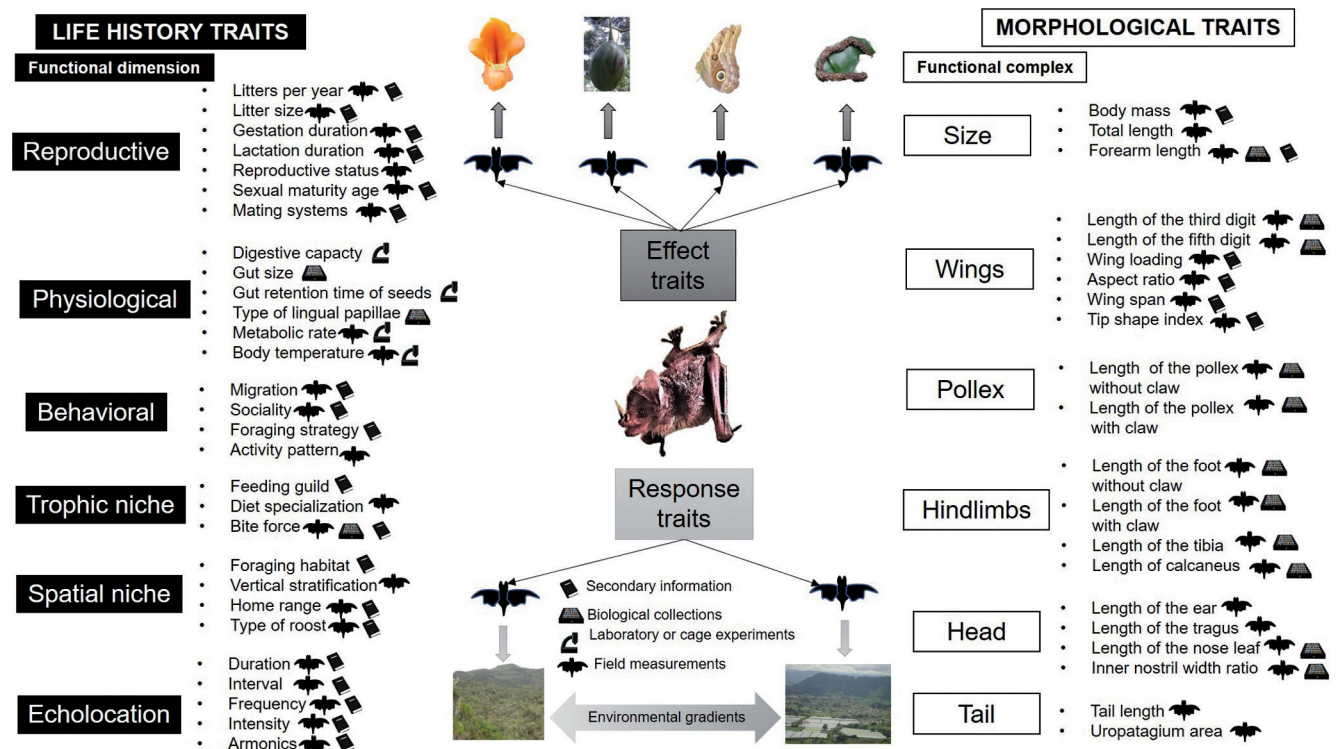 LIFE HISTORY TRAITS
Functional dimension
Reproductive
Litters per year
Litter size
Gestation duration
Lactation duration
Reproductive status
Sexual maturity age
Mating systems
Physiological
Digestive capacty
Gut size
Gut retention time of seeds
Type of lingual papillae
Metabolic rate
Body temperature
Behavioral
Migration
Sociality
Foraging strategy
Activity pattern
Trophic niche
Feeding guild
Diet specialization
Bite force
Spatial niche
Foraging habitat
Vertical stratification
Home range
Type of roost
Echolocation
Duration
Interval
Frequency
Intensity
Armonics
Effect
traits
Response
traits
Secondary information
Biological collections
Laboratory or cage experiments
Field measurements
Environmental gradients
MORPHOLOGICAL TRAITS
Functional complex
Size
Body mass
Total length
Forearm length
Wings
Length of the third digit
Length of the fifth digit
Wing loading
Aspect ratio
Wing span
Tip shape index
Pollex
Length of the pollex
without claw
Length of the pollex
with claw
Hindlimbs
Length of the foot
without claw
Length of the foot
with claw
Length of the tibia
Length of calcaneus
Head
Length of the ear
Length of the tragus
Length of the nose leaf
Inner nostril width ratio
Tail
Tail length
Uropatagium area